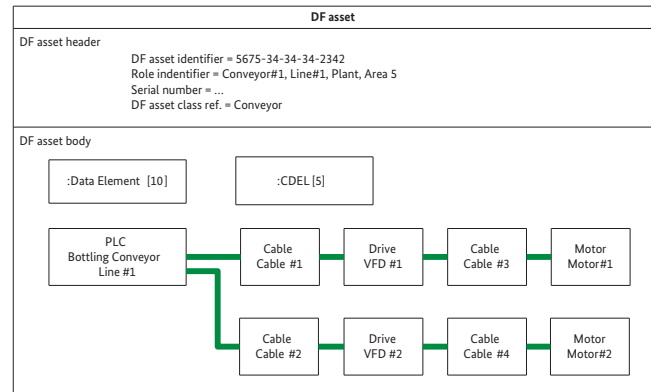 DF asset
DF asset header
DF asset identifier = 5675-34-34-34-2342
Role indentifier = Conveyor#1, Line#1, Plant, Area 5
Serial number = ...
DF asset class ref. = Conveyor
DF asset body
:Data Element [10]
:CDEL [5]
PLC
Bottling Conveyor
Line #1
Cable
Cable #1
Drive
VFD #1
Cable
Cable #3
Motor
Motor#1
Cable
Cable #2
Drive
VFD #2
Cable
Cable #4
Motor
Motor#2